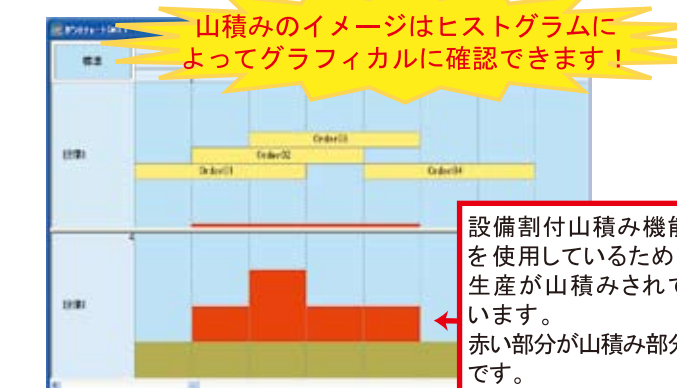 山積みのイメージはヒストグラムに
よってグラフィカルに確認できます！
標準
Order03
Order02
Order01
Order04
4
設備割付山積み機能
を使用しているため
生産が山積みされて
います。
赤い部分が山積み部分
です。